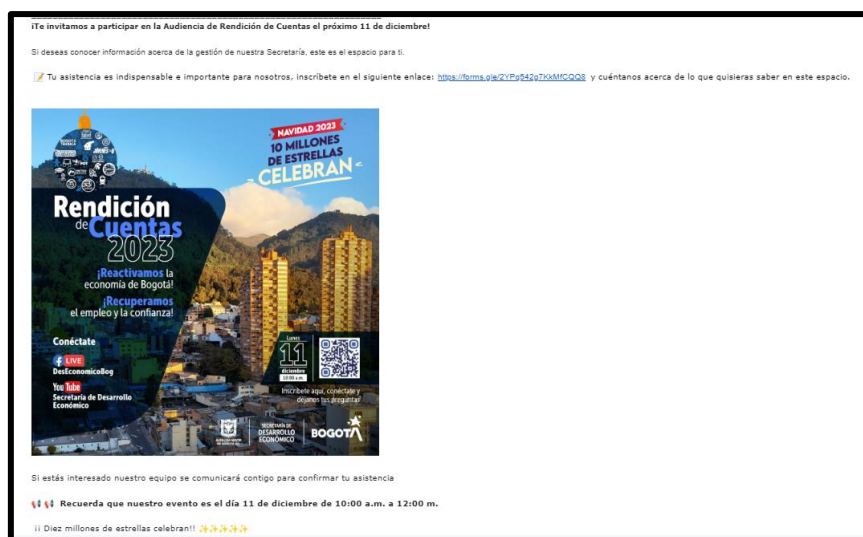 ¡Te invitamos a participar en la Audiencia de Rendición de Cuentas el próximo 11 de diciembre!
Si deseas conocer información acerca de la gestión de nuestra Secretaría, este es el espacio para ti.
📝 Tu asistencia es indispensable e importante para nosotros, inscríbete en el siguiente enlace: https://forms.gle/2YPg542g7KkMfCQQ8 y cuéntanos acerca de lo que quisieras saber en este espacio.
NAVIDAD 2023
10 MILLONES
DE ESTRELLAS
CELEBRAN
Rendición
de Cuentas
2023
¡Reactivamos la
economía de Bogotá!
¡Recuperamos
el empleo y la confianza!
Conéctate
f LIVE
DesEconomicoBog
YouTube
Secretaría de Desarrollo
Económico
Lunes
11
diciembre
10:00 a.m.
Inscríbete aquí, conéctate y
déjanos tus preguntas!
SECRETARÍA DE
DESARROLLO
ECONÓMICO
BOGOTÁ
Si estás interesado nuestro equipo se comunicará contigo para confirmar tu asistencia
📢 📢 Recuerda que nuestro evento es el día 11 de diciembre de 10:00 a.m. a 12:00 m.
¡¡ Diez millones de estrellas celebran!! ✨✨✨✨✨